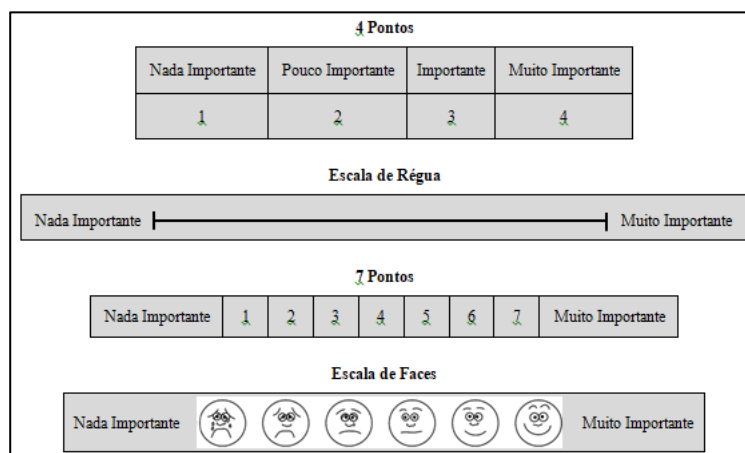 4 Pontos
Nada Importante Pouco Importante Importante Muito Importante
1 2 3 4
Escala de Régua
Nada Importante Muito Importante
7 Pontos
Nada Importante 1 2 3 4 5 6 7 Muito Importante
Escala de Faces
Nada Importante Muito Importante